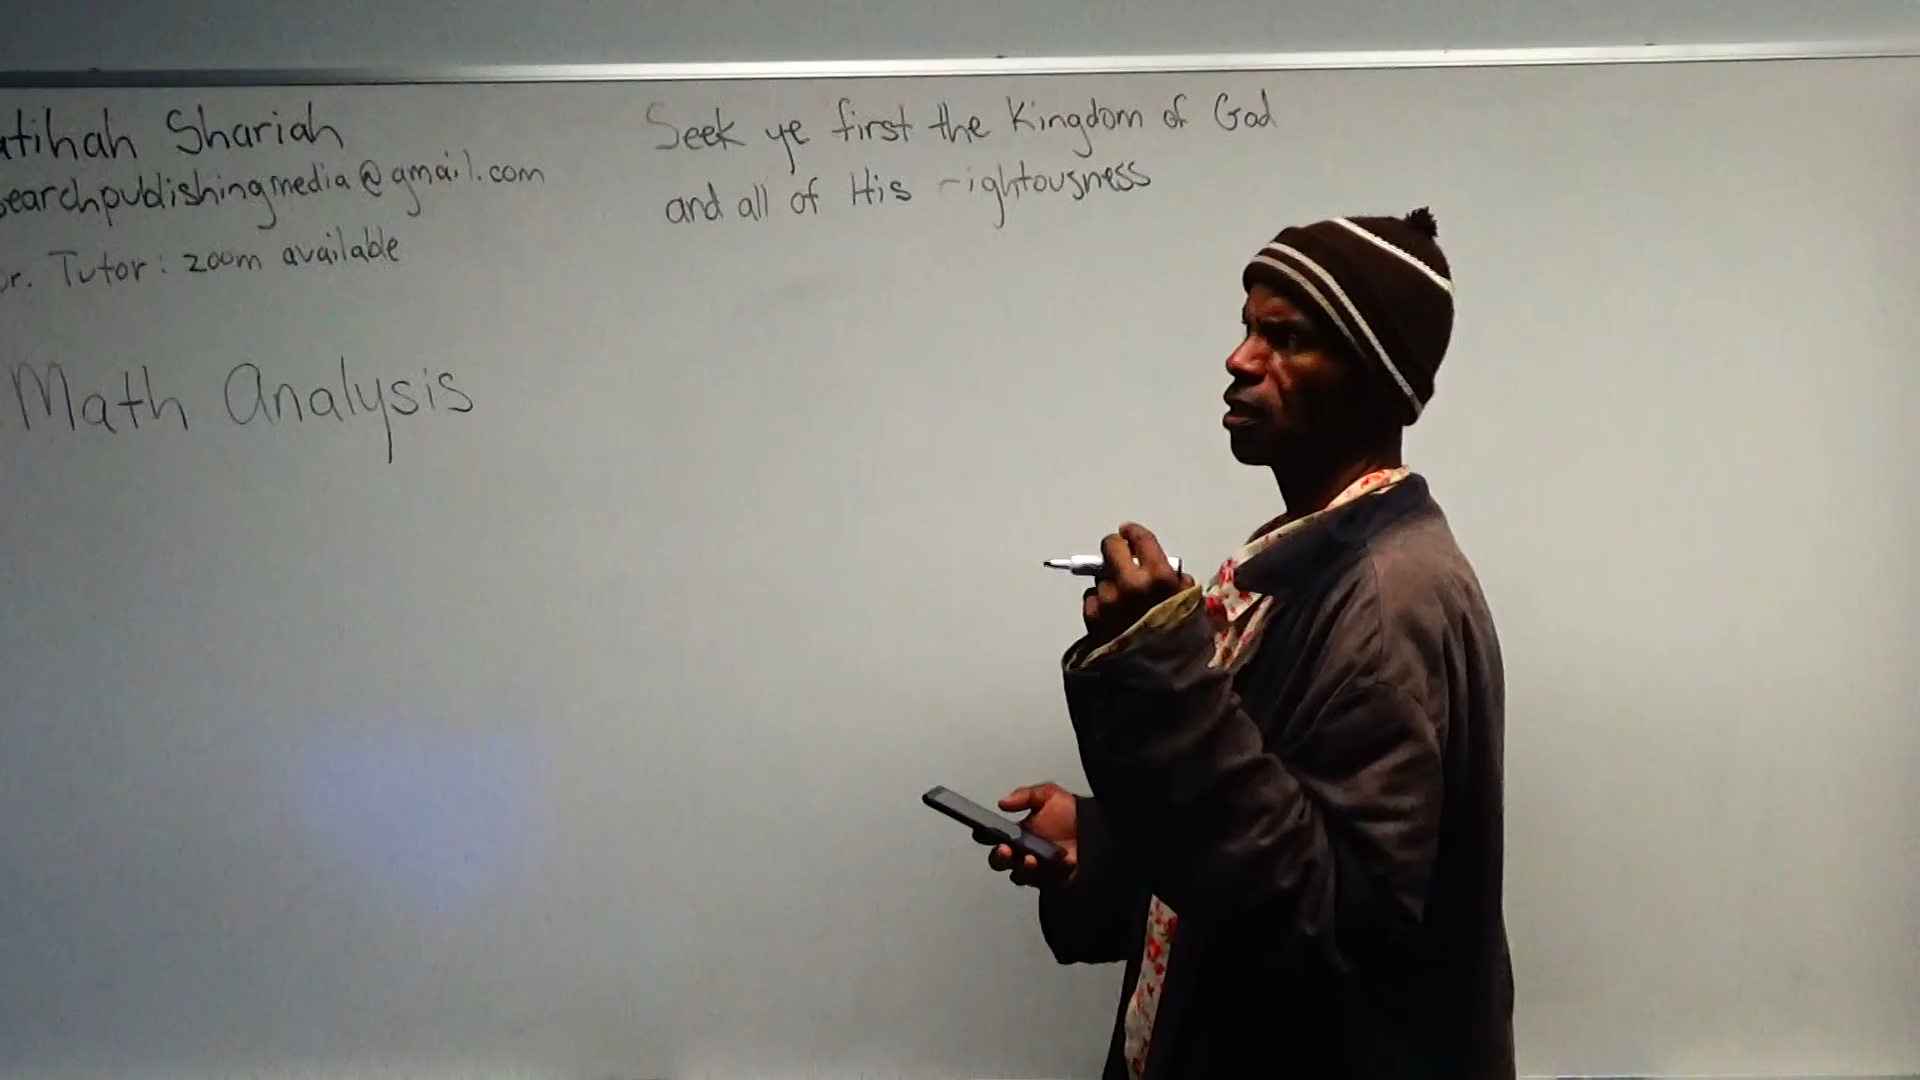 atihah Shariah
searchpublishingmedia@gmail.com
or. Tutor: zoom available
Math Analysis
Seek ye first the Kingdom of God
and all of His rightousness